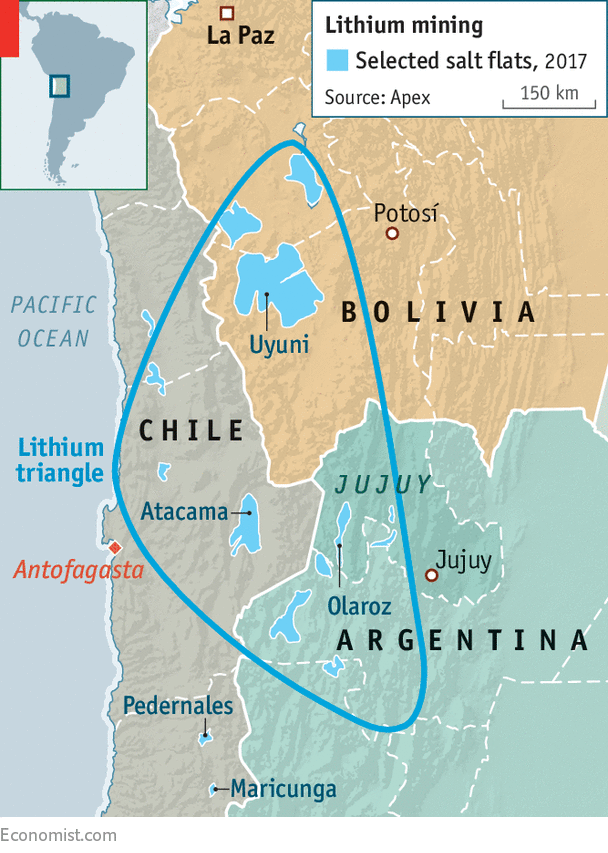 La Paz
Lithium mining
Selected salt flats, 2017
Source: Apex
150 km
Potosí
PACIFIC
OCEAN
BOLIVIA
Uyuni
CHILE
Lithium
triangle
JUJUY
Atacama
Antofagasta
Jujuy
Olaroz
ARGENTINA
Pedernales
Maricunga
Economist.com